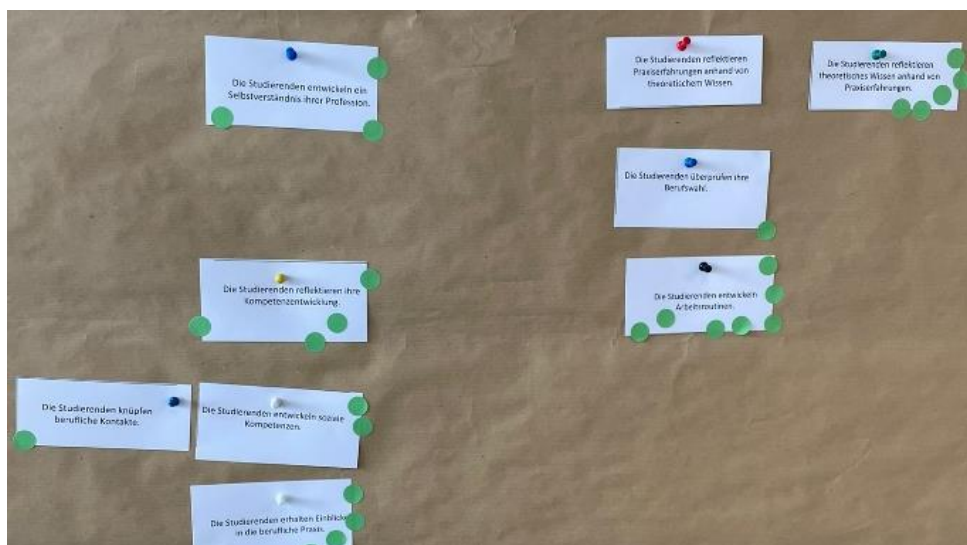 Die Studierenden entwickeln ein
Selbstverständnis ihrer Profession.
Die Studierenden reflektieren
Praxiserfahrungen anhand von
theoretischem Wissen.
Die Studierenden reflektieren
theoretisches Wissen anhand von
Praxiserfahrungen.
Die Studierenden überprüfen ihre
Berufswahl.
Die Studierenden reflektieren ihre
Kompetenzentwicklung.
Die Studierenden entwickeln
Arbeitsroutinen.
Die Studierenden knüpfen
berufliche Kontakte.
Die Studierenden entwickeln soziale
Kompetenzen.
Die Studierenden erhalten Einblicke
in die berufliche Praxis.